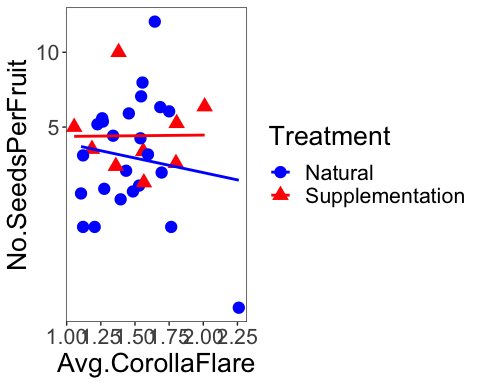 No.SeedsPerFruit
10
5
1.00 1.25 1.50 1.75 2.00 2.25
Avg.CorollaFlare
Treatment
Natural
Supplementation